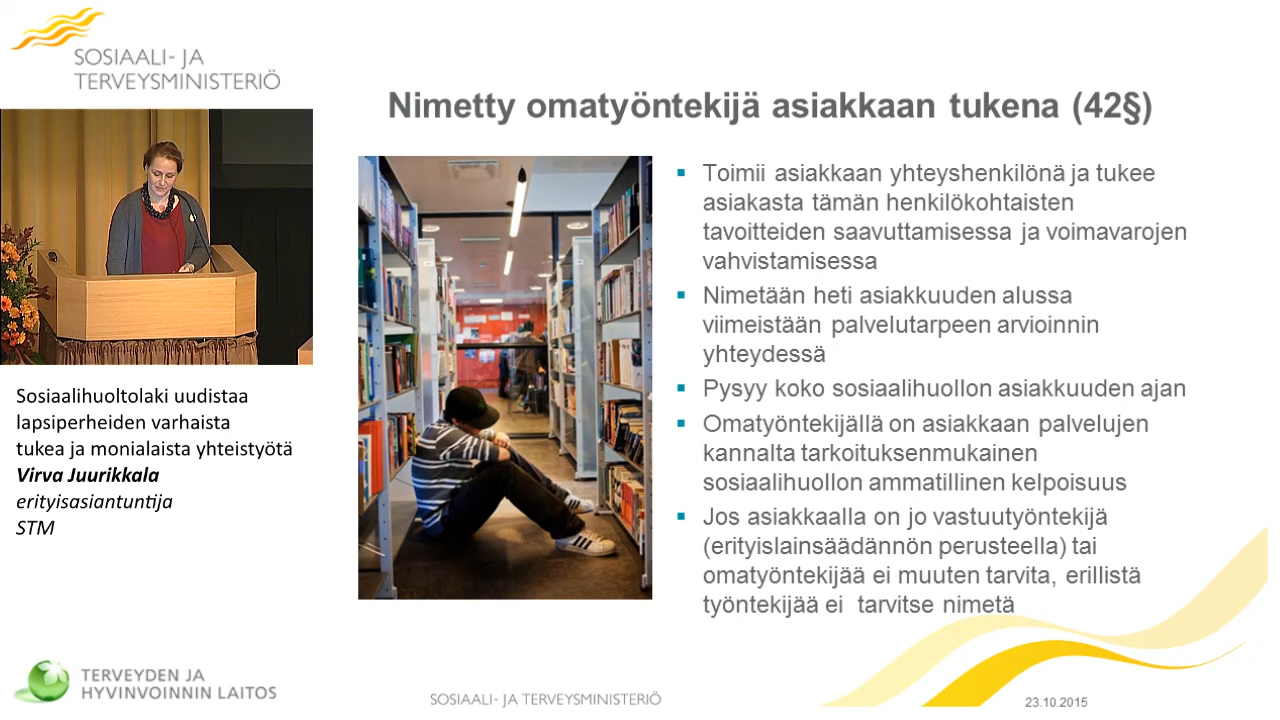 SOSIAALI- JA
TERVEYSMINISTERIÖ
Nimetty omatyöntekijä asiakkaan tukena (42§)
Toimii asiakkaan yhteyshenkilönä ja tukee
asiakasta tämän henkilökohtaisten
tavoitteiden saavuttamisessa ja voimavarojen
vahvistamisessa
Nimetään heti asiakkuuden alussa
viimeistään palvelutarpeen arvioinnin
yhteydessä
Pysyy koko sosiaalihuollon asiakkuuden ajan
Omatyöntekijällä on asiakkaan palvelujen
kannalta tarkoituksenmukainen
sosiaalihuollon ammatillinen kelpoisuus
Jos asiakkaalla on jo vastuutyöntekijä
(erityislainsäädännön perusteella) tai
omatyöntekijää ei muuten tarvita, erillistä
työntekijää ei tarvitse nimetä
Sosiaalihuoltolaki uudistaa
lapsiperheiden varhaista
tukea ja monialaista yhteistyötä
Virva Juurikkala
erityisasiantuntija
STM
TERVEYDEN JA
HYVINVOINNIN LAITOS
SOSIAALI- JA TERVEYSMINISTERIÖ
23.10.2015